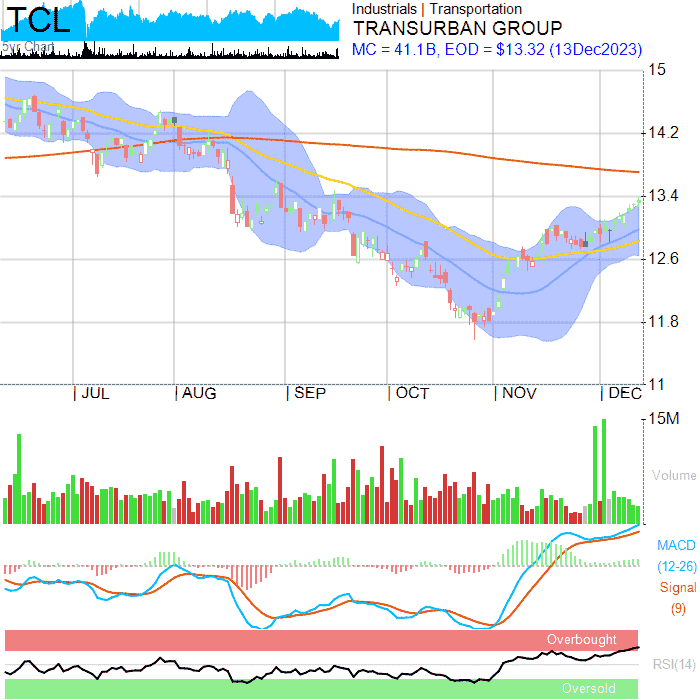 TCL
5yr Chart
Industrials | Transportation
TRANSURBAN GROUP
MC = 41.1B, EOD = $13.32 (13Dec2023)
15
14.2
13.4
12.6
11.8
11
| JUL | AUG | SEP | OCT | NOV | DEC
15M
Volume
MACD
(12-26)
Signal
(9)
Overbought
RSI(14)
Oversold